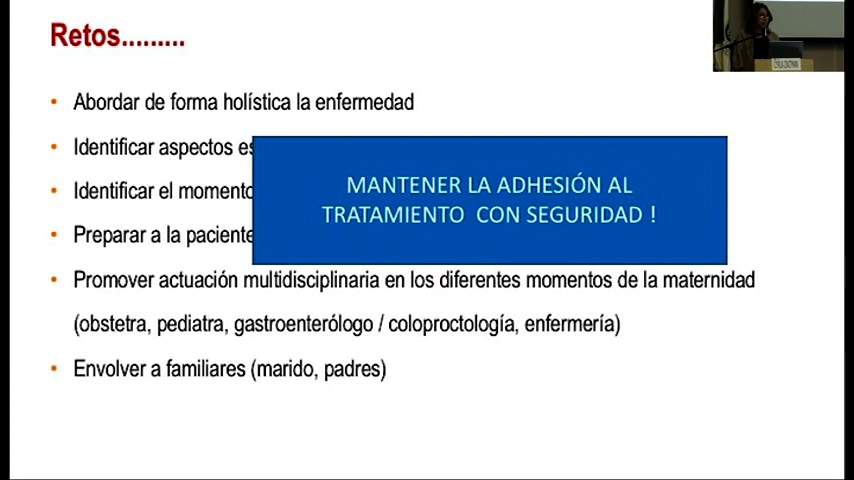 Retos.........
• Abordar de forma holística la enfermedad
• Identificar aspectos
• Identificar el momento
• Preparar a la paciente
MANTENER LA ADHESIÓN AL
TRATAMIENTO CON SEGURIDAD !
• Promover actuación multidisciplinaria en los diferentes momentos de la maternidad
(obstetra, pediatra, gastroenterólogo / coloproctología, enfermería)
• Envolver a familiares (marido, padres)